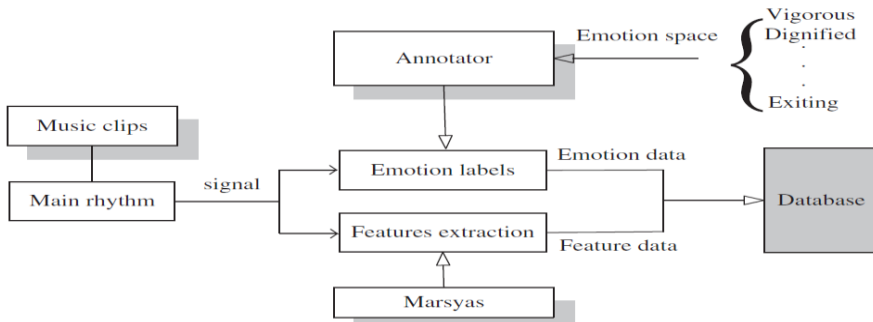 Vigorous
Emotion space
Dignified
Annotator
.
.
.
Exiting
Music clips
Emotion data
signal
Emotion labels
Main rhythm
Database
Features extraction
Feature data
Marsyas